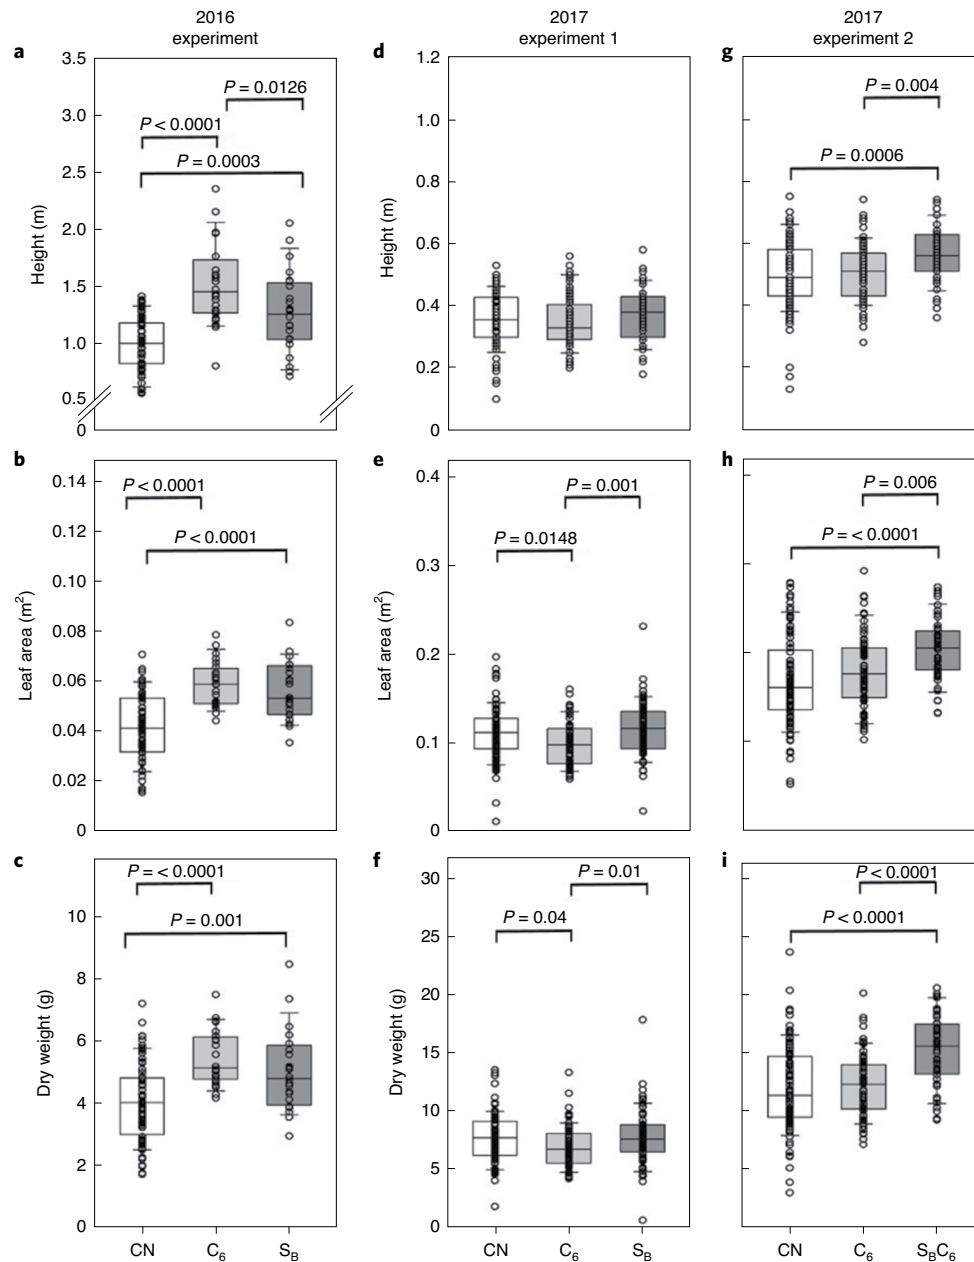 2016
experiment
2017
experiment 1
2017
experiment 2
a
3.5
3.0
2.5
2.0
1.5
1.0
0.5
0
Height (m)
P = 0.0126
P < 0.0001
P = 0.0003
d
1.2
1.0
0.8
0.6
0.4
0.2
0
Height (m)
g
P = 0.004
P = 0.0006
b
0.14
0.12
0.10
0.08
0.06
0.04
0.02
0
Leaf area (m²)
P < 0.0001
P < 0.0001
e
0.4
0.3
0.2
0.1
0
Leaf area (m²)
P = 0.001
P = 0.0148
h
P = 0.006
P = < 0.0001
c
10
8
6
4
2
0
Dry weight (g)
P = < 0.0001
P = 0.001
CN C₆ S_B
f
30
25
20
15
10
5
0
Dry weight (g)
P = 0.01
P = 0.04
CN C₆ S_B
i
P < 0.0001
P < 0.0001
CN C₆ S_BC₆